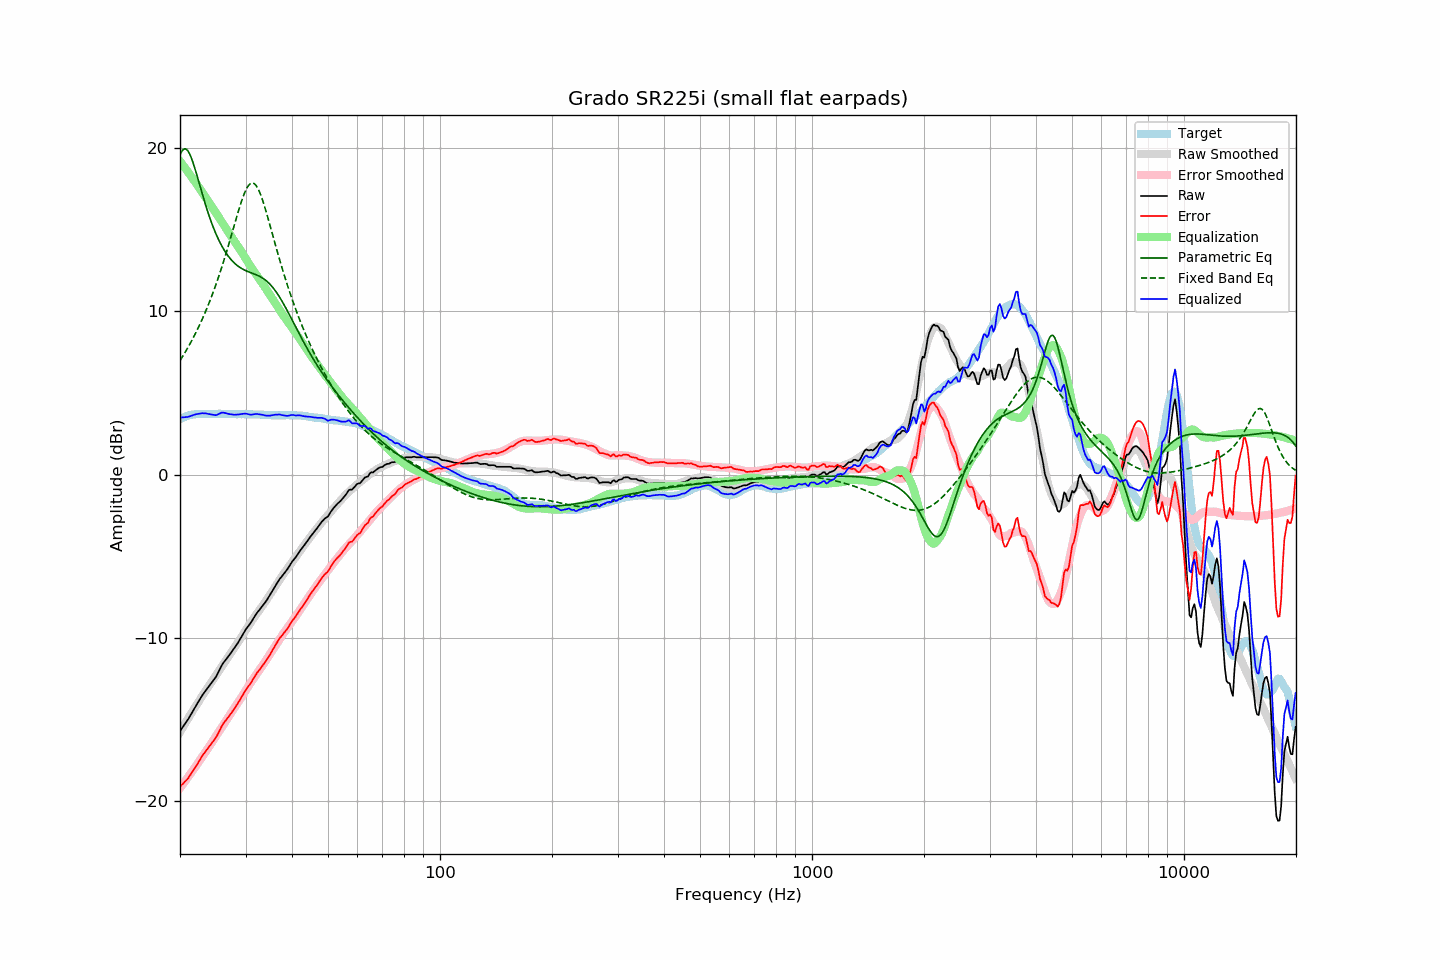 Grado SR225i (small flat earpads)
Target
Raw Smoothed
Error Smoothed
Raw
Error
Equalization
Parametric Eq
Fixed Band Eq
Equalized
20
10
0
−10
−20
Amplitude (dBr)
100
1000
10000
Frequency (Hz)